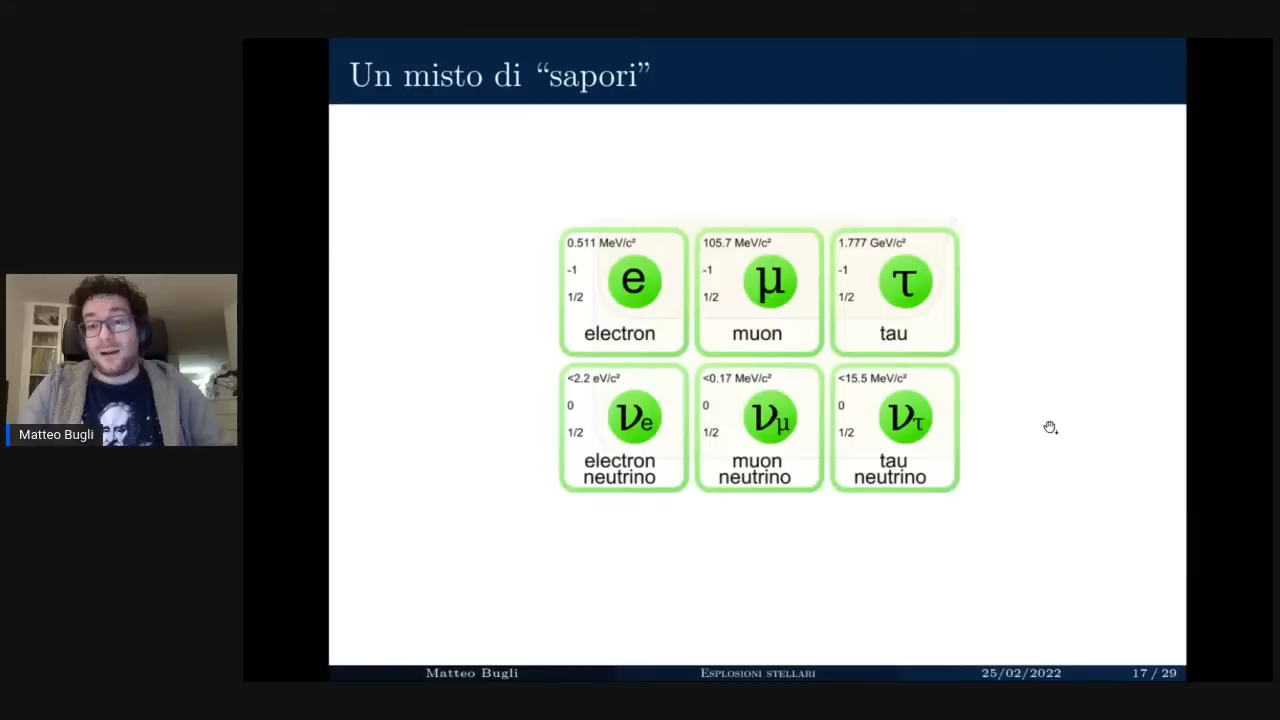 Un misto di “sapori”
0.511 MeV/c²
-1
1/2
e
electron
105.7 MeV/c²
-1
1/2
μ
muon
1.777 GeV/c²
-1
1/2
τ
tau
<2.2 eV/c²
0
1/2
νe
electron
neutrino
<0.17 MeV/c²
0
1/2
νμ
muon
neutrino
<15.5 MeV/c²
0
1/2
ντ
tau
neutrino
Matteo Bugli
Matteo Bugli Esplosioni stellari 25/02/2022 17 / 29